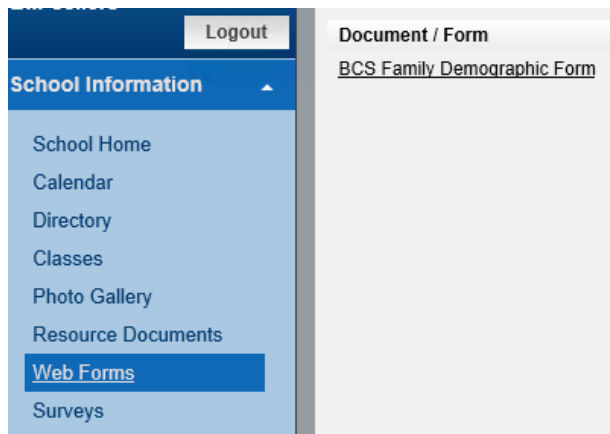 Logout
School Information
School Home
Calendar
Directory
Classes
Photo Gallery
Resource Documents
Web Forms
Surveys
Document / Form
BCS Family Demographic Form